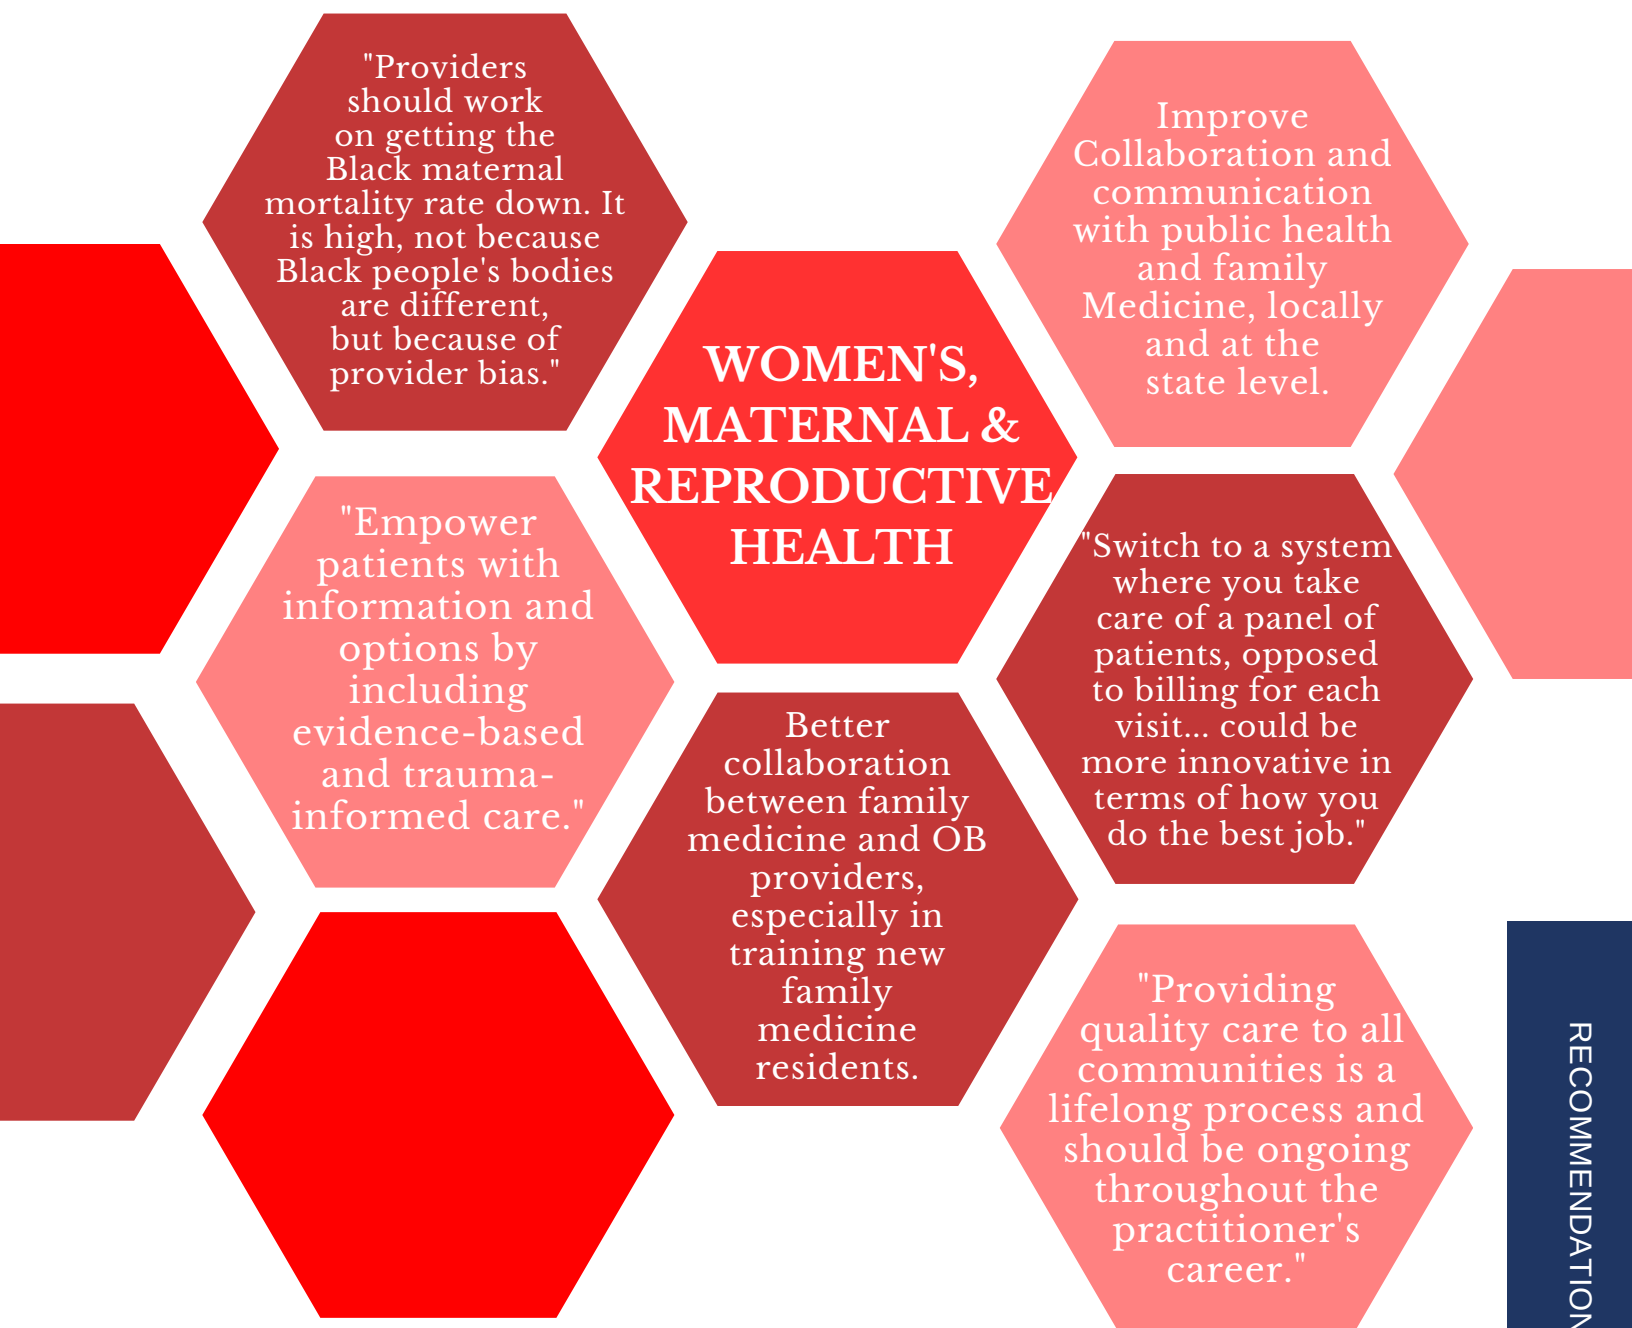 "Providers
should work
on getting the
Black maternal
mortality rate down. It
is high, not because
Black people's bodies
are different,
but because of
provider bias."
Improve
Collaboration and
communication
with public health
and family
Medicine, locally
and at the
state level.
WOMEN'S,
MATERNAL &
REPRODUCTIVE
HEALTH
"Empower
patients with
information and
options by
including
evidence-based
and trauma-
informed care."
"Switch to a system
where you take
care of a panel of
patients, opposed
to billing for each
visit... could be
more innovative in
terms of how you
do the best job."
Better
collaboration
between family
medicine and OB
providers,
especially in
training new
family
medicine
residents.
"Providing
quality care to all
communities is a
lifelong process and
should be ongoing
throughout the
practitioner's
career."
RECOMMENDATION